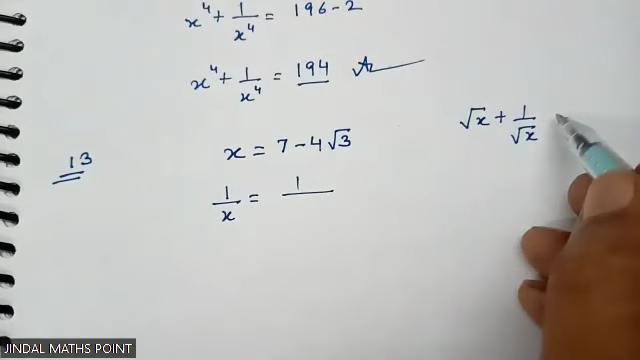 x⁴ + 1/x⁴ = 196 - 2
x⁴ + 1/x⁴ = 194
√x + 1/√x
13 x = 7 - 4√3
1/x = 1/
JINDAL MATHS POINT